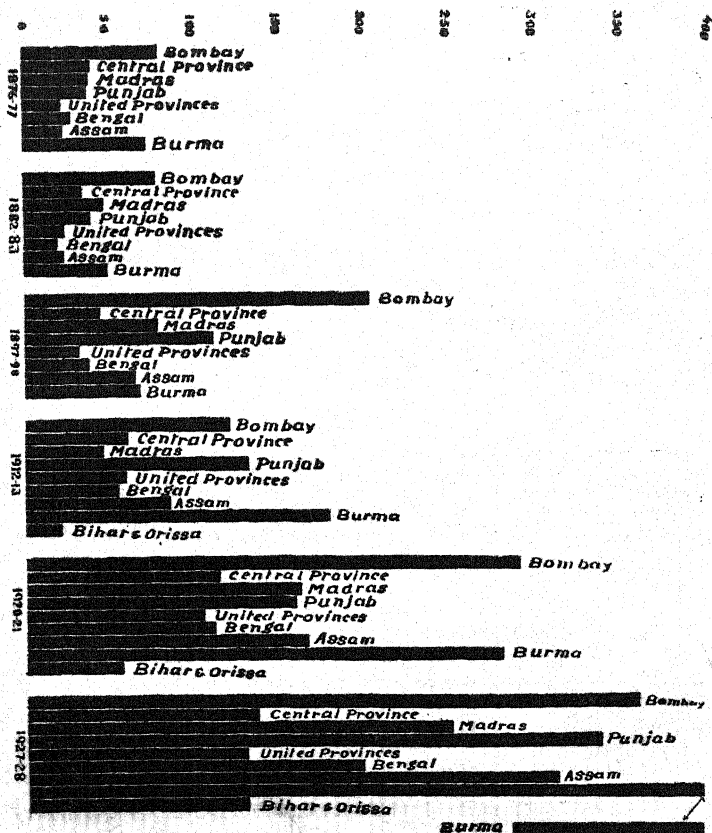 0 50 100 150 200 250 300 350 400
1876-77
Bombay
Central Province
Madras
Punjab
United Provinces
Bengal
Assam
Burma
1882-83
Bombay
Central Province
Madras
Punjab
United Provinces
Bengal
Assam
Burma
1897-98
Bombay
Central Province
Madras
Punjab
United Provinces
Bengal
Assam
Burma
1912-13
Bombay
Central Province
Madras
Punjab
United Provinces
Bengal
Assam
Burma
Bihar & Orissa
Bombay
Central Province
Madras
Punjab
United Provinces
Bengal
Assam
Burma
Bihar & Orissa
1927-28
Bombay
Central Province
Madras
Punjab
United Provinces
Bengal
Assam
Bihar & Orissa
Burma